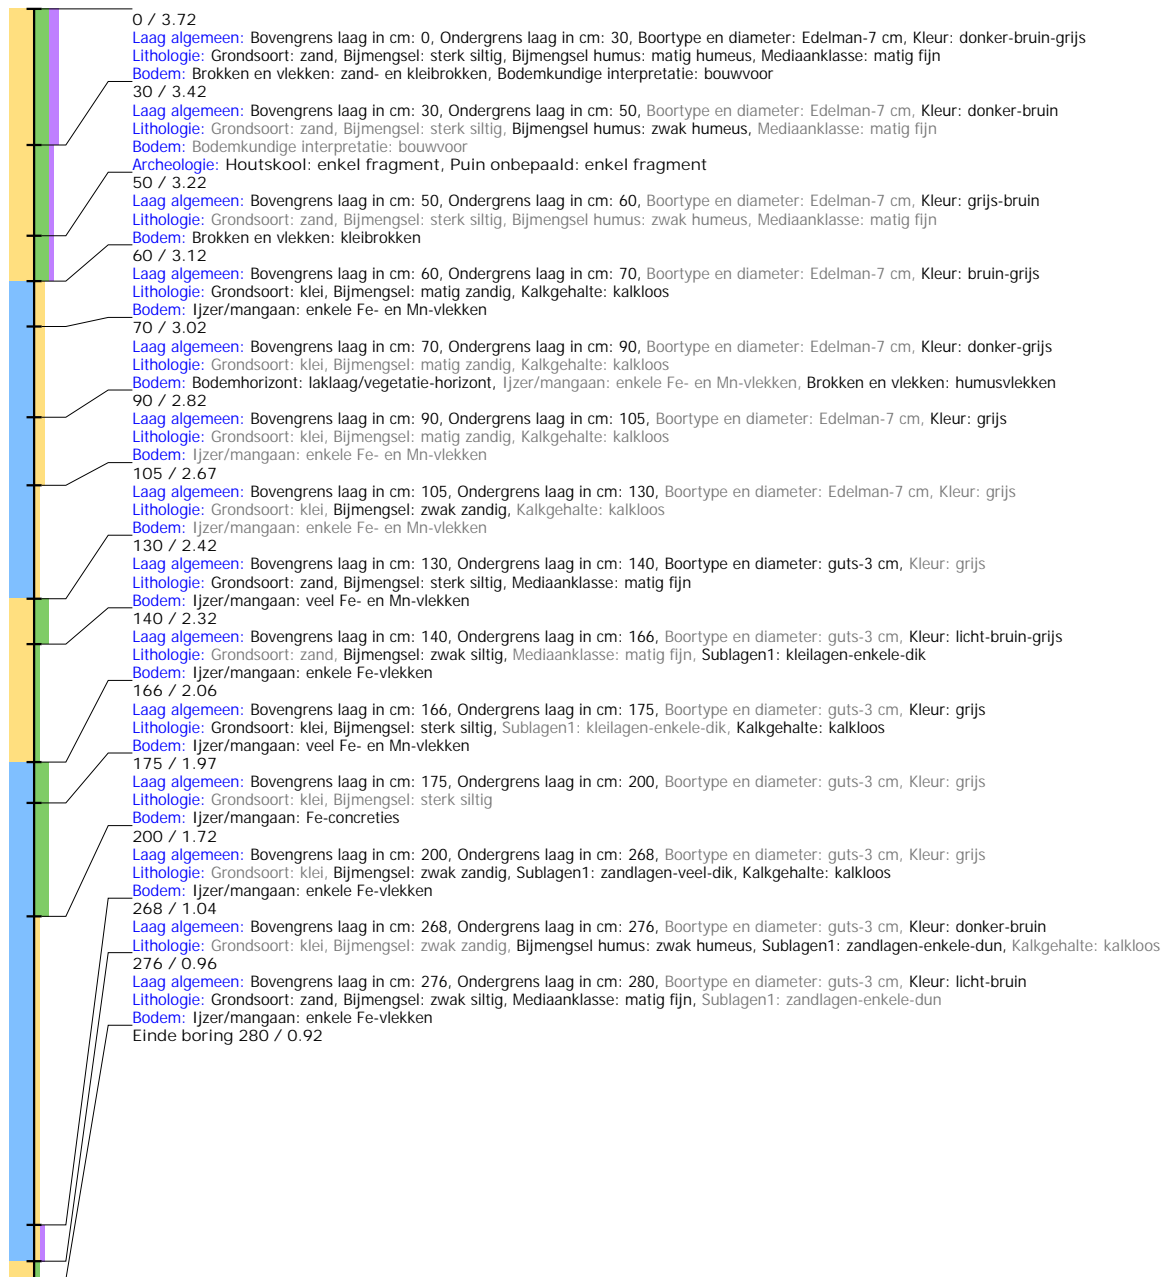 0 / 3.72
Laag algemeen: Bovengrens laag in cm: 0, Ondergrens laag in cm: 30, Boortype en diameter: Edelman-7 cm, Kleur: donker-bruin-grijs
Lithologie: Grondsoort: zand, Bijmengsel: sterk siltig, Bijmengsel humus: matig humeus, Mediaanklasse: matig fijn
Bodem: Brokken en vlekken: zand- en kleibrokken, Bodemkundige interpretatie: bouwvoor
30 / 3.42
Laag algemeen: Bovengrens laag in cm: 30, Ondergrens laag in cm: 50, Boortype en diameter: Edelman-7 cm, Kleur: donker-bruin
Lithologie: Grondsoort: zand, Bijmengsel: sterk siltig, Bijmengsel humus: zwak humeus, Mediaanklasse: matig fijn
Bodem: Bodemkundige interpretatie: bouwvoor
Archeologie: Houtskool: enkel fragment, Puin onbepaald: enkel fragment
50 / 3.22
Laag algemeen: Bovengrens laag in cm: 50, Ondergrens laag in cm: 60, Boortype en diameter: Edelman-7 cm, Kleur: grijs-bruin
Lithologie: Grondsoort: zand, Bijmengsel: sterk siltig, Bijmengsel humus: zwak humeus, Mediaanklasse: matig fijn
Bodem: Brokken en vlekken: kleibrokken
60 / 3.12
Laag algemeen: Bovengrens laag in cm: 60, Ondergrens laag in cm: 70, Boortype en diameter: Edelman-7 cm, Kleur: bruin-grijs
Lithologie: Grondsoort: klei, Bijmengsel: matig zandig, Kalkgehalte: kalkloos
Bodem: Ijzer/mangaan: enkele Fe- en Mn-vlekken
70 / 3.02
Laag algemeen: Bovengrens laag in cm: 70, Ondergrens laag in cm: 90, Boortype en diameter: Edelman-7 cm, Kleur: donker-grijs
Lithologie: Grondsoort: klei, Bijmengsel: matig zandig, Kalkgehalte: kalkloos
Bodem: Bodemhorizont: laklaag/vegetatie-horizont, Ijzer/mangaan: enkele Fe- en Mn-vlekken, Brokken en vlekken: humusvlekken
90 / 2.82
Laag algemeen: Bovengrens laag in cm: 90, Ondergrens laag in cm: 105, Boortype en diameter: Edelman-7 cm, Kleur: grijs
Lithologie: Grondsoort: klei, Bijmengsel: matig zandig, Kalkgehalte: kalkloos
Bodem: Ijzer/mangaan: enkele Fe- en Mn-vlekken
105 / 2.67
Laag algemeen: Bovengrens laag in cm: 105, Ondergrens laag in cm: 130, Boortype en diameter: Edelman-7 cm, Kleur: grijs
Lithologie: Grondsoort: klei, Bijmengsel: zwak zandig, Kalkgehalte: kalkloos
Bodem: Ijzer/mangaan: enkele Fe- en Mn-vlekken
130 / 2.42
Laag algemeen: Bovengrens laag in cm: 130, Ondergrens laag in cm: 140, Boortype en diameter: guts-3 cm, Kleur: grijs
Lithologie: Grondsoort: zand, Bijmengsel: sterk siltig, Mediaanklasse: matig fijn
Bodem: Ijzer/mangaan: veel Fe- en Mn-vlekken
140 / 2.32
Laag algemeen: Bovengrens laag in cm: 140, Ondergrens laag in cm: 166, Boortype en diameter: guts-3 cm, Kleur: licht-bruin-grijs
Lithologie: Grondsoort: zand, Bijmengsel: zwak siltig, Mediaanklasse: matig fijn, Sublagen1: kleilagen-enkele-dik
Bodem: Ijzer/mangaan: enkele Fe-vlekken
166 / 2.06
Laag algemeen: Bovengrens laag in cm: 166, Ondergrens laag in cm: 175, Boortype en diameter: guts-3 cm, Kleur: grijs
Lithologie: Grondsoort: klei, Bijmengsel: sterk siltig, Sublagen1: kleilagen-enkele-dik, Kalkgehalte: kalkloos
Bodem: Ijzer/mangaan: veel Fe- en Mn-vlekken
175 / 1.97
Laag algemeen: Bovengrens laag in cm: 175, Ondergrens laag in cm: 200, Boortype en diameter: guts-3 cm, Kleur: grijs
Lithologie: Grondsoort: klei, Bijmengsel: sterk siltig
Bodem: Ijzer/mangaan: Fe-concreties
200 / 1.72
Laag algemeen: Bovengrens laag in cm: 200, Ondergrens laag in cm: 268, Boortype en diameter: guts-3 cm, Kleur: grijs
Lithologie: Grondsoort: klei, Bijmengsel: zwak zandig, Sublagen1: zandlagen-veel-dik, Kalkgehalte: kalkloos
Bodem: Ijzer/mangaan: enkele Fe-vlekken
268 / 1.04
Laag algemeen: Bovengrens laag in cm: 268, Ondergrens laag in cm: 276, Boortype en diameter: guts-3 cm, Kleur: donker-bruin
Lithologie: Grondsoort: klei, Bijmengsel: zwak zandig, Bijmengsel humus: zwak humeus, Sublagen1: zandlagen-enkele-dun, Kalkgehalte: kalkloos
276 / 0.96
Laag algemeen: Bovengrens laag in cm: 276, Ondergrens laag in cm: 280, Boortype en diameter: guts-3 cm, Kleur: licht-bruin
Lithologie: Grondsoort: zand, Bijmengsel: zwak siltig, Mediaanklasse: matig fijn, Sublagen1: zandlagen-enkele-dun
Bodem: Ijzer/mangaan: enkele Fe-vlekken
Einde boring 280 / 0.92